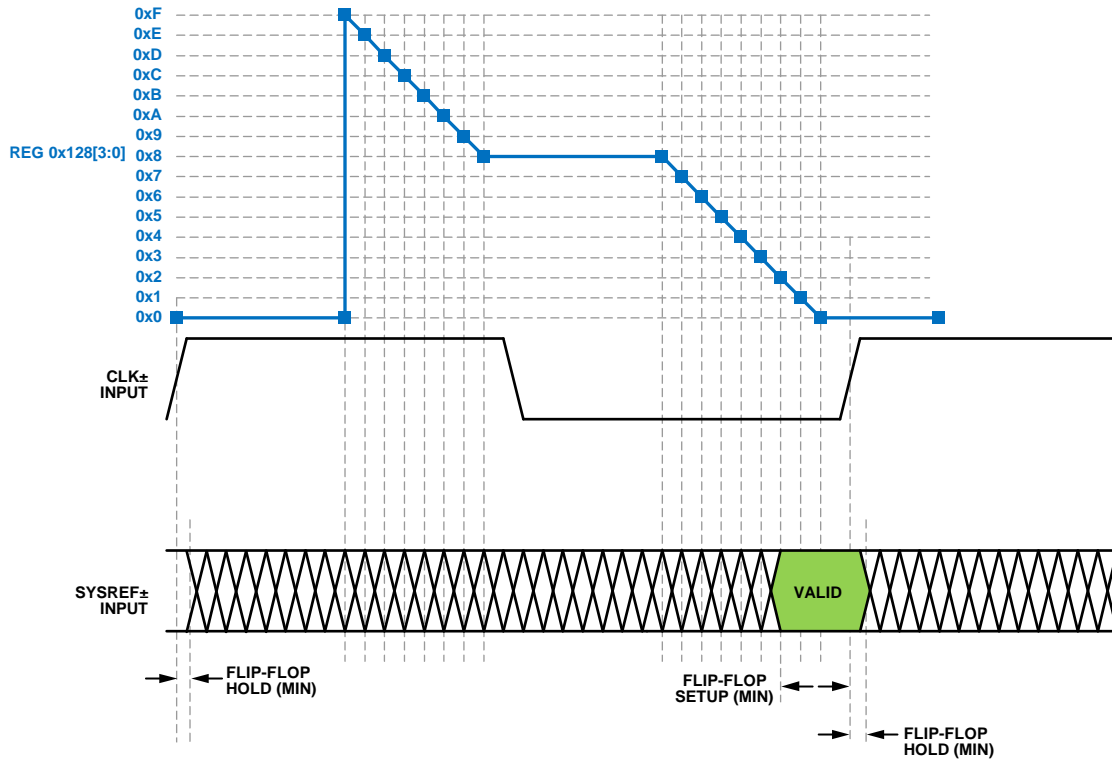 0xF
0xE
0xD
0xC
0xB
0xA
0x9
REG 0x128[3:0]
0x8
0x7
0x6
0x5
0x4
0x3
0x2
0x1
0x0
CLK±
INPUT
SYSREF±
INPUT
VALID
FLIP-FLOP
HOLD (MIN)
FLIP-FLOP
SETUP (MIN)
FLIP-FLOP
HOLD (MIN)